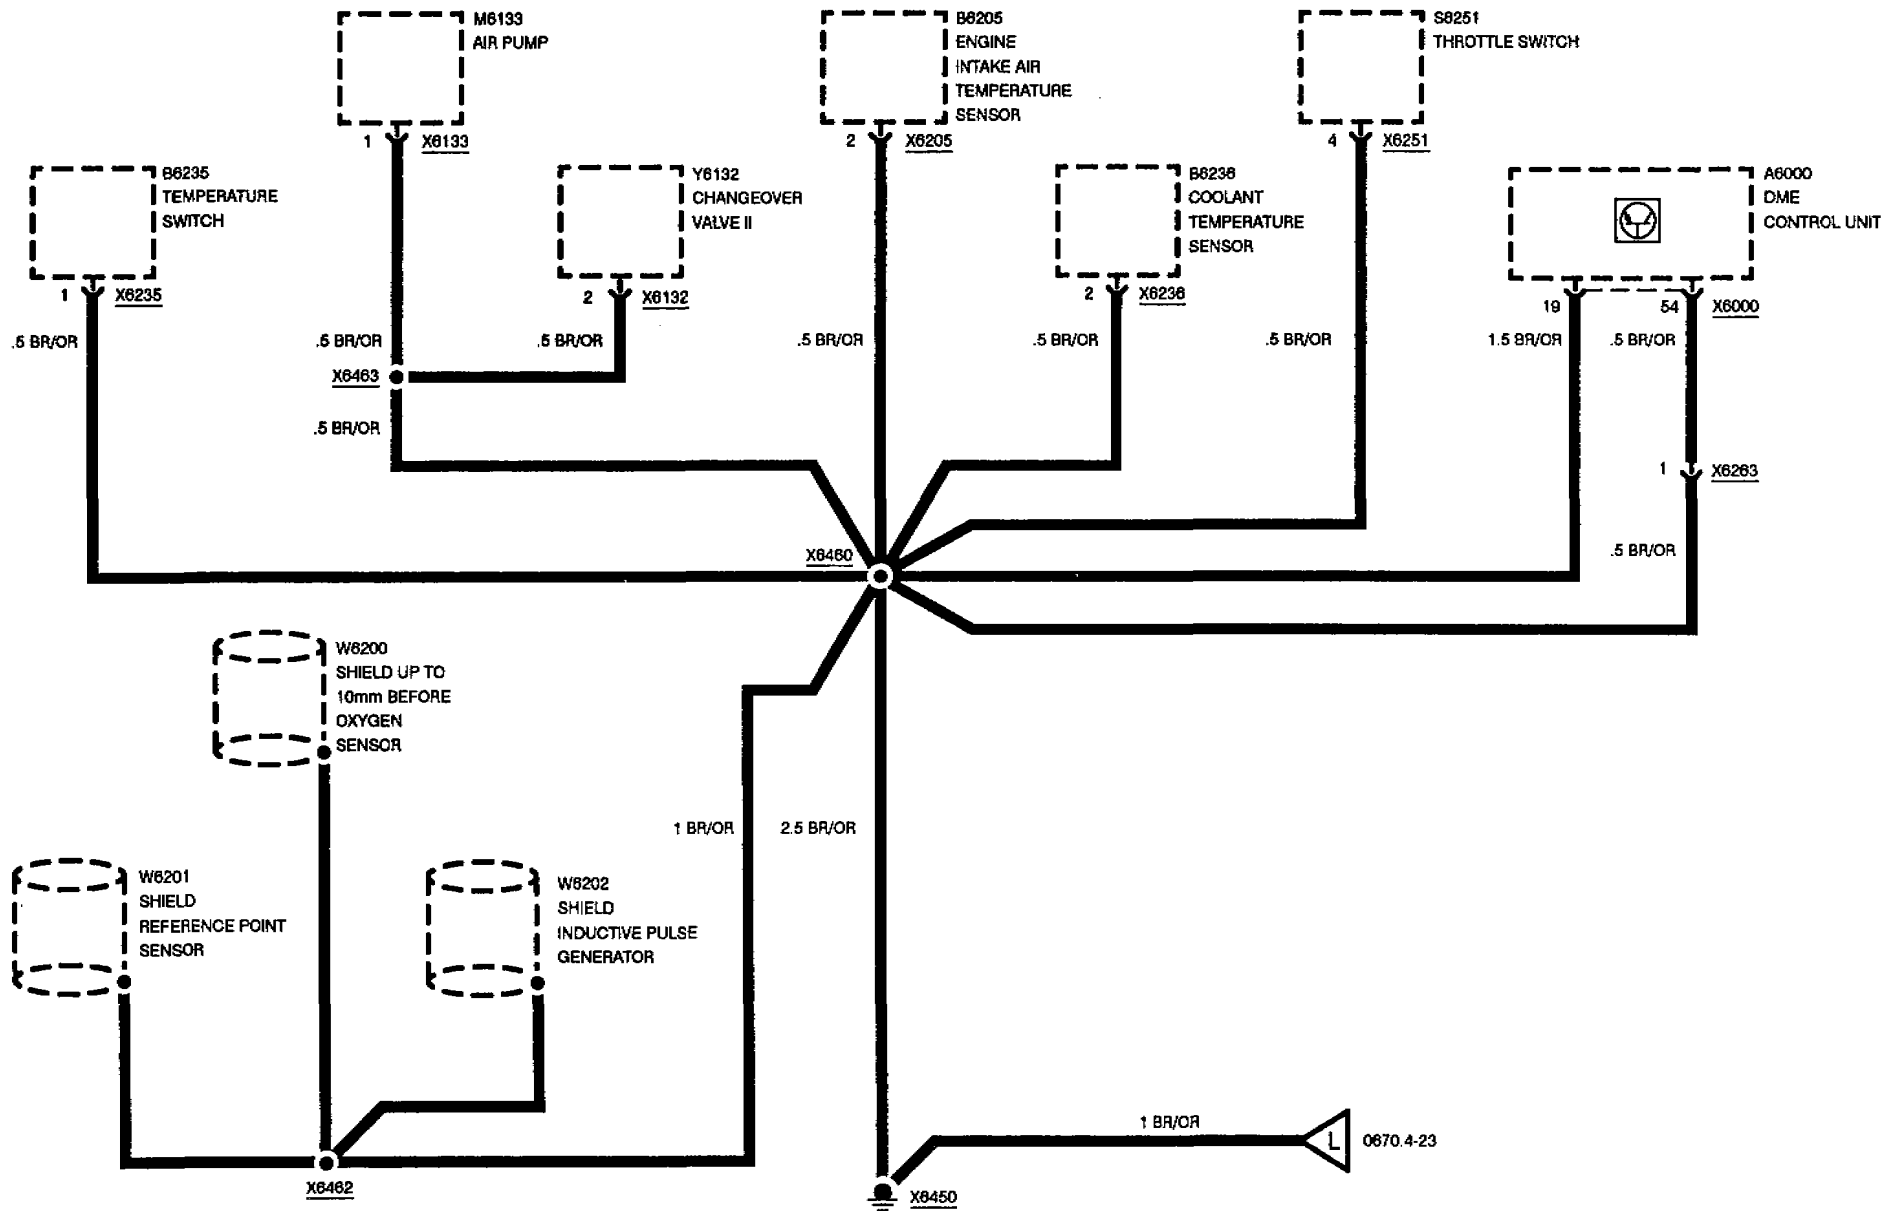 M6133
AIR PUMP
B6205
ENGINE
INTAKE AIR
TEMPERATURE
SENSOR
S6251
THROTTLE SWITCH
1 X6133
2 X6205
4 X6251
B6235
TEMPERATURE
SWITCH
Y6132
CHANGEOVER
VALVE II
B6236
COOLANT
TEMPERATURE
SENSOR
A6000
DME
CONTROL UNIT
1 X6235
2 X6132
2 X6236
19 54 X6000
.5 BR/OR
.5 BR/OR
.5 BR/OR
.5 BR/OR
.5 BR/OR
.5 BR/OR
1.5 BR/OR
.5 BR/OR
X6463
.5 BR/OR
1 X6263
X6460
.5 BR/OR
W6200
SHIELD UP TO
10mm BEFORE
OXYGEN
SENSOR
1 BR/OR
2.5 BR/OR
W6201
SHIELD
REFERENCE POINT
SENSOR
W6202
SHIELD
INDUCTIVE PULSE
GENERATOR
1 BR/OR
L 0670.4-23
X6462
X6450